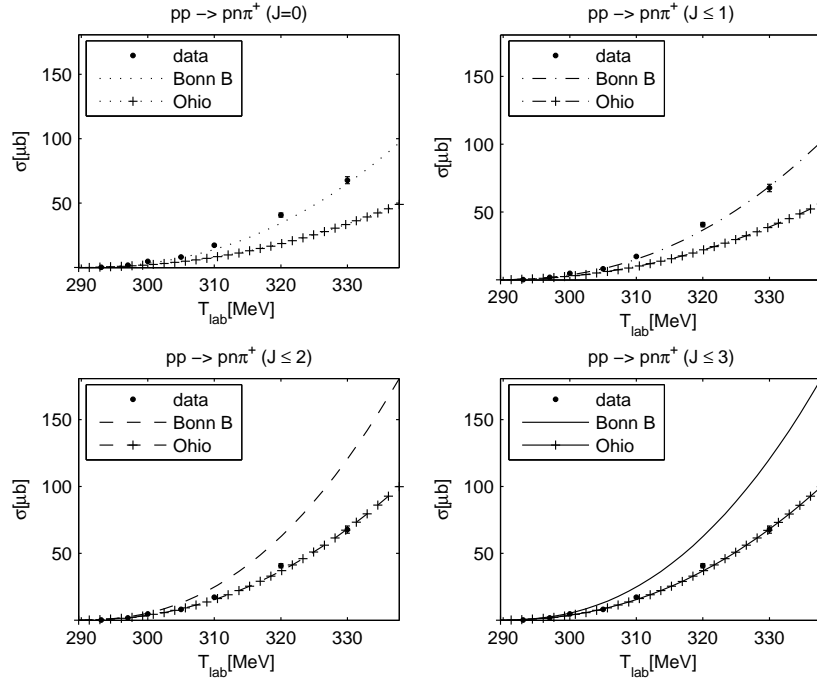 pp -> pnπ⁺ (J=0)
150
100
50
σ[μb]
data
Bonn B
Ohio
290 300 310 320 330
T_lab[MeV]
pp -> pnπ⁺ (J ≤ 1)
150
100
50
0
σ[μb]
data
Bonn B
Ohio
290 300 310 320 330
T_lab[MeV]
pp -> pnπ⁺ (J ≤ 2)
150
100
50
0
σ[μb]
data
Bonn B
Ohio
290 300 310 320 330
T_lab[MeV]
pp -> pnπ⁺ (J ≤ 3)
150
100
50
0
σ[μb]
data
Bonn B
Ohio
290 300 310 320 330
T_lab[MeV]